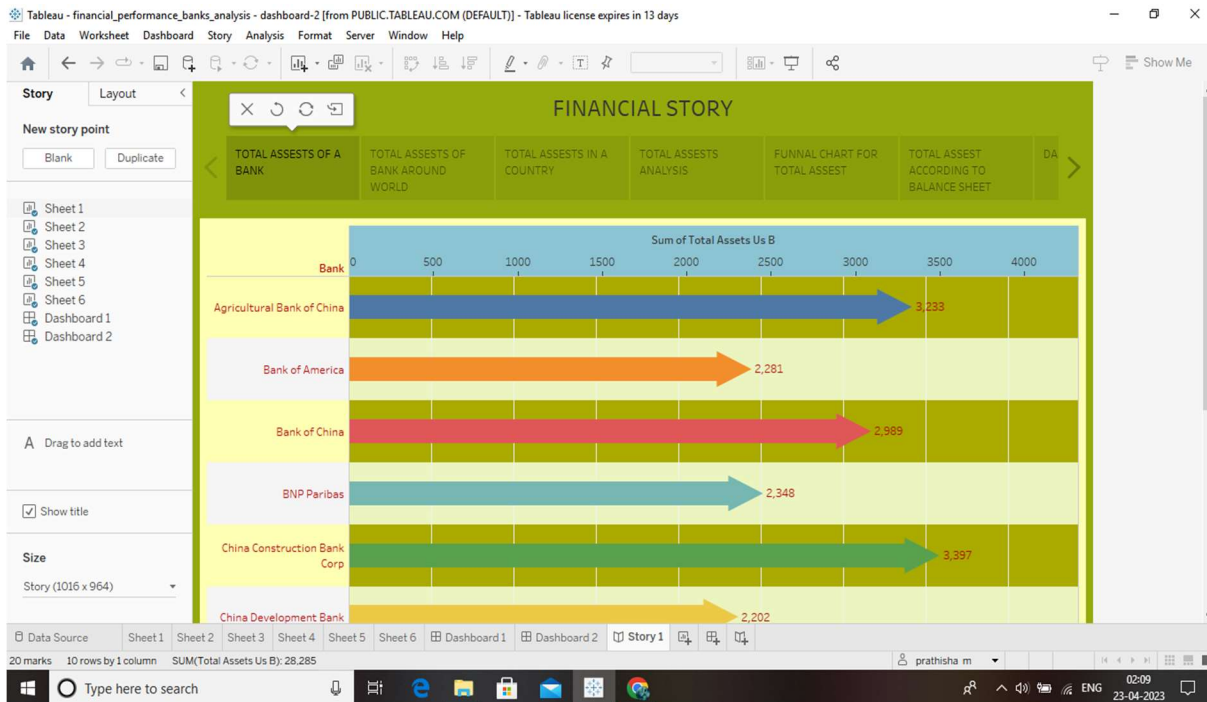 Tableau - financial_performance_banks_analysis - dashboard-2 [from PUBLIC.TABLEAU.COM (DEFAULT)] - Tableau license expires in 13 days
File Data Worksheet Dashboard Story Analysis Format Server Window Help
Show Me
Story Layout
New story point
Blank Duplicate
Sheet 1
Sheet 2
Sheet 3
Sheet 4
Sheet 5
Sheet 6
Dashboard 1
Dashboard 2
A Drag to add text
Show title
Size
Story (1016 x 964)
FINANCIAL STORY
TOTAL ASSESTS OF A
BANK
TOTAL ASSESTS OF
BANK AROUND
WORLD
TOTAL ASSESTS IN A
COUNTRY
TOTAL ASSESTS
ANALYSIS
FUNNAL CHART FOR
TOTAL ASSEST
TOTAL ASSEST
ACCORDING TO
BALANCE SHEET
DA
Sum of Total Assets Us B
Bank 0 500 1000 1500 2000 2500 3000 3500 4000
Agricultural Bank of China 3,233
Bank of America 2,281
Bank of China 2,989
BNP Paribas 2,348
China Construction Bank
Corp 3,397
China Development Bank 2,202
Data Source Sheet 1 Sheet 2 Sheet 3 Sheet 4 Sheet 5 Sheet 6 Dashboard 1 Dashboard 2 Story 1
20 marks 10 rows by 1 column SUM(Total Assets Us B): 28,285 prathisha m
Type here to search
ENG
02:09
23-04-2023